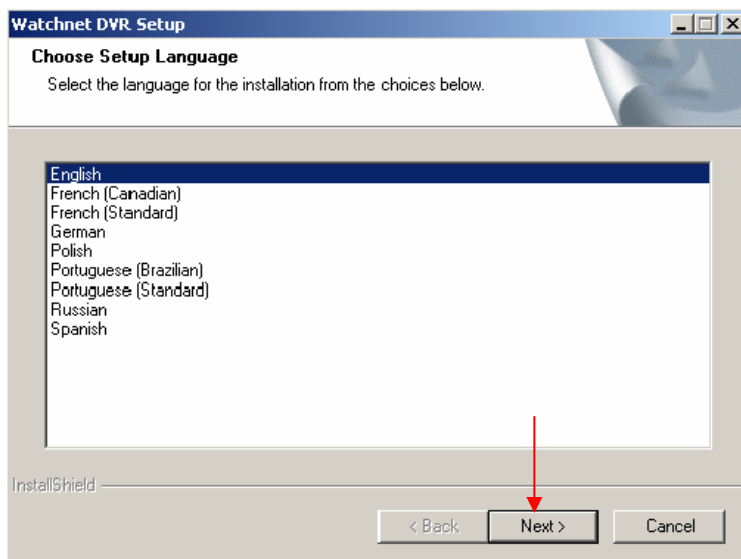 Watchnet DVR Setup
Choose Setup Language
Select the language for the installation from the choices below.
English
French (Canadian)
French (Standard)
German
Polish
Portuguese (Brazilian)
Portuguese (Standard)
Russian
Spanish
InstallShield
< Back Next > Cancel